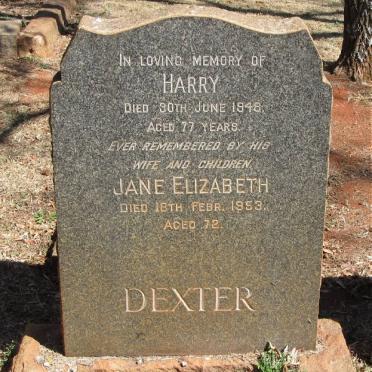 In loving memory of
Harry
Died 30th June 1948.
Aged 77 years.
Ever remembered by his
wife and children.
Jane Elizabeth
Died 18th Febr. 1953.
Aged 72.
DEXTER